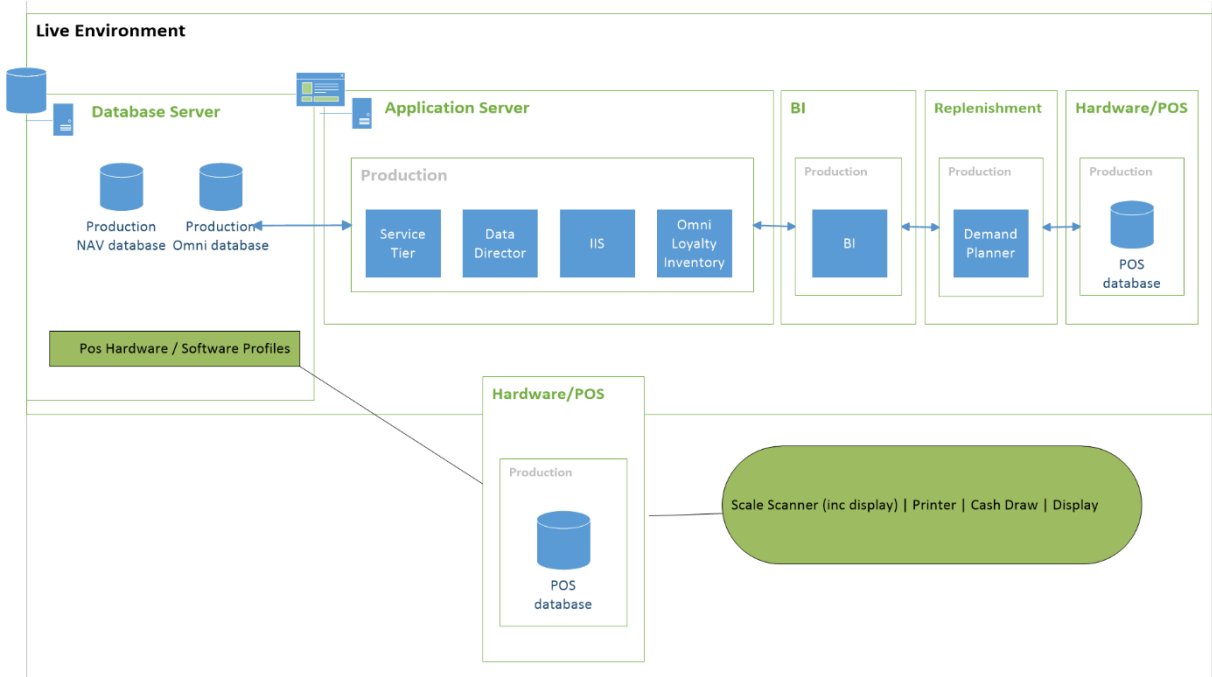 Live Environment
Database Server
Production
NAV database
Production
Omni database
Pos Hardware / Software Profiles
Application Server
Production
Service
Tier
Data
Director
IIS
Omni
Loyalty
Inventory
BI
Production
BI
Replenishment
Production
Demand
Planner
Hardware/POS
Production
POS
database
Hardware/POS
Production
POS
database
Scale Scanner (inc display) | Printer | Cash Draw | Display